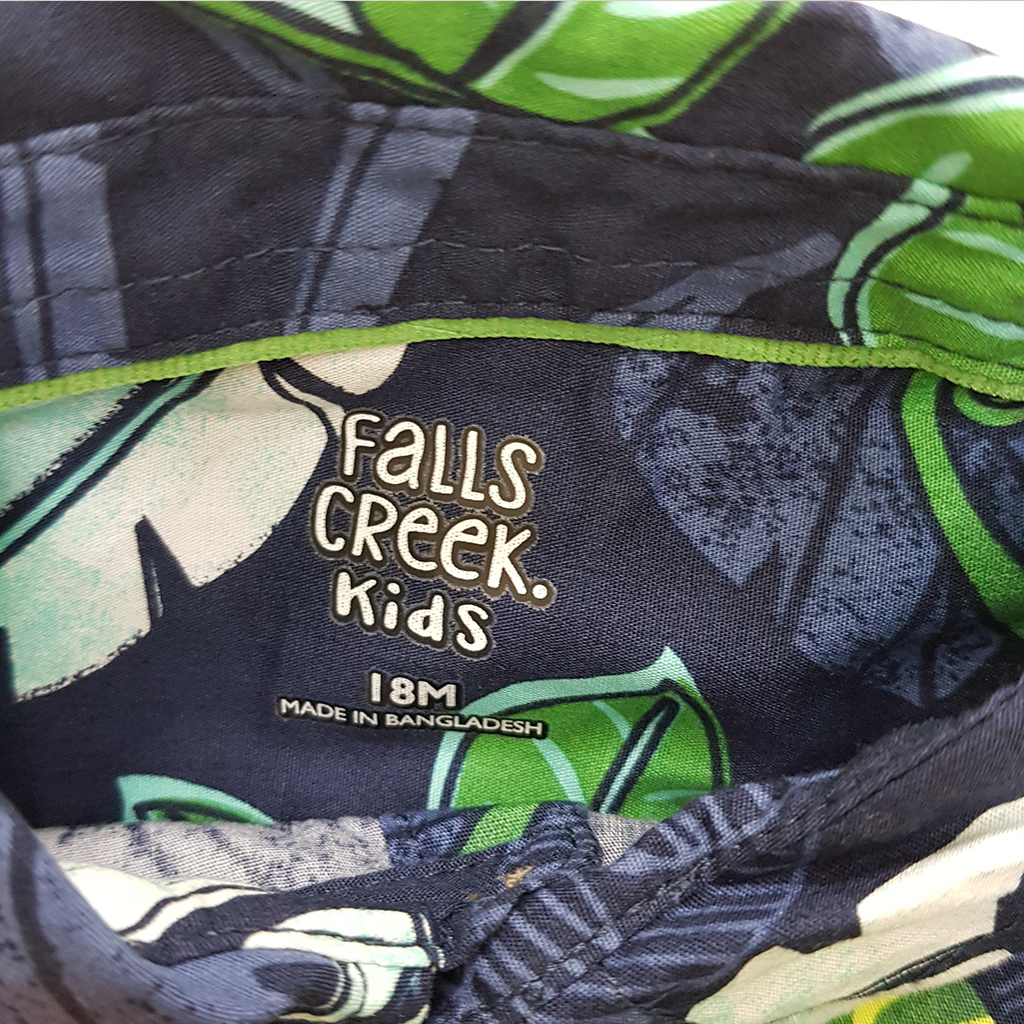 Falls
Creek.
Kids
18M
MADE IN BANGLADESH